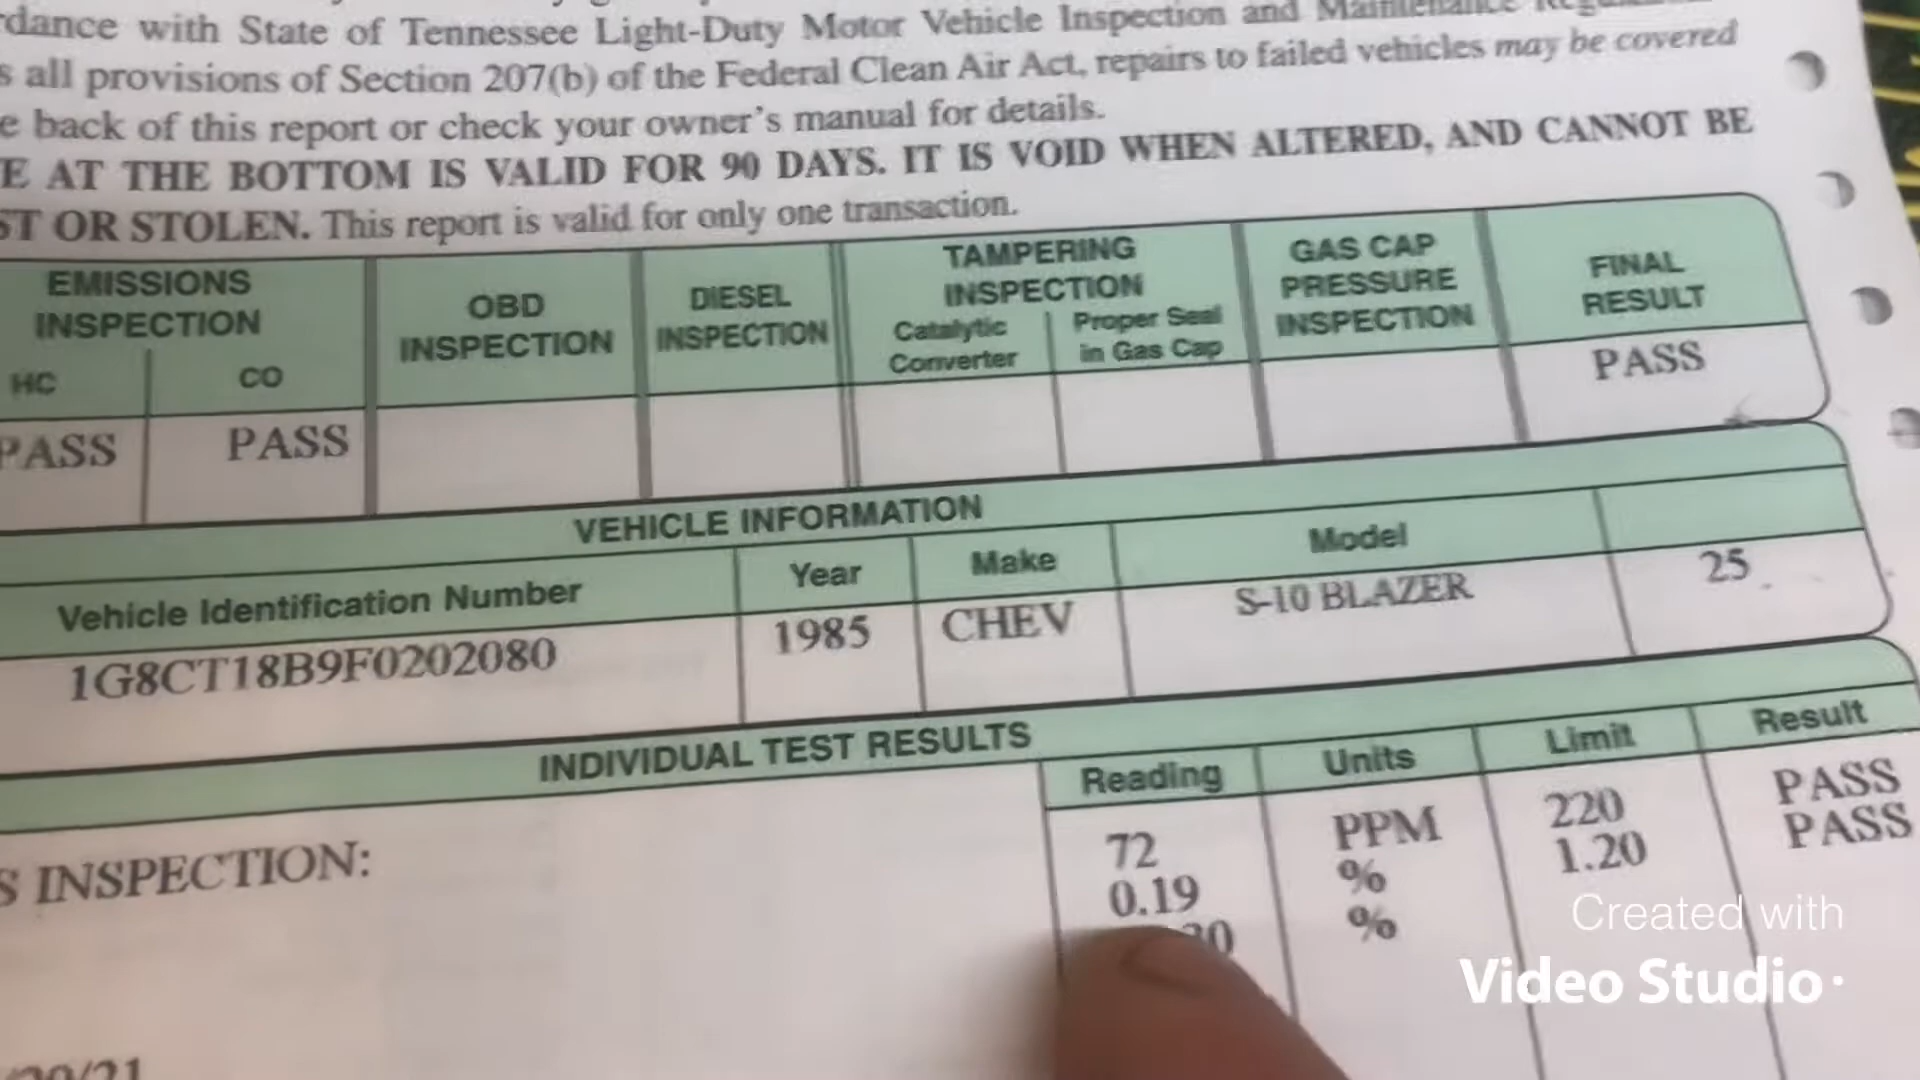 dance with State of Tennessee Light-Duty Motor Vehicle Inspection and Maintenance
s all provisions of Section 207(b) of the Federal Clean Air Act, repairs to failed vehicles may be covered
e back of this report or check your owner's manual for details.
E AT THE BOTTOM IS VALID FOR 90 DAYS. IT IS VOID WHEN ALTERED, AND CANNOT BE
ST OR STOLEN. This report is valid for only one transaction.
EMISSIONS INSPECTION
HC
CO
OBD INSPECTION
DIESEL INSPECTION
TAMPERING INSPECTION
Catalytic Converter
Proper Seal in Gas Cap
GAS CAP PRESSURE INSPECTION
FINAL RESULT
PASS PASS PASS
VEHICLE INFORMATION
Vehicle Identification Number Year Make Model
1G8CT18B9F0202080 1985 CHEV S-10 BLAZER 25
INDIVIDUAL TEST RESULTS
Reading Units Limit Result
S INSPECTION:
72 PPM 220 PASS
0.19 % 1.20 PASS
%
Created with
Video Studio